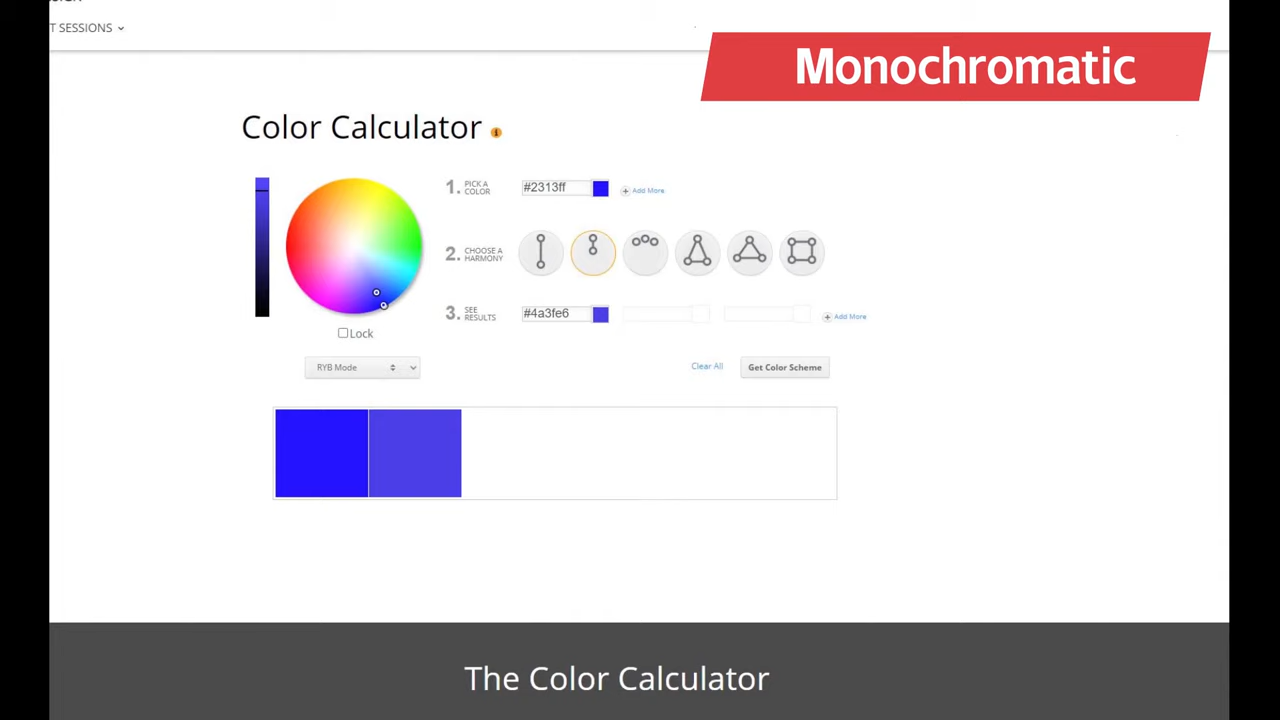 T SESSIONS
Monochromatic
Color Calculator
1. PICK A
COLOR
#2313ff
Add More
2. CHOOSE A
HARMONY
3. SEE
RESULTS
#4a3fe6
Add More
Lock
RYB Mode
Clear All
Get Color Scheme
The Color Calculator